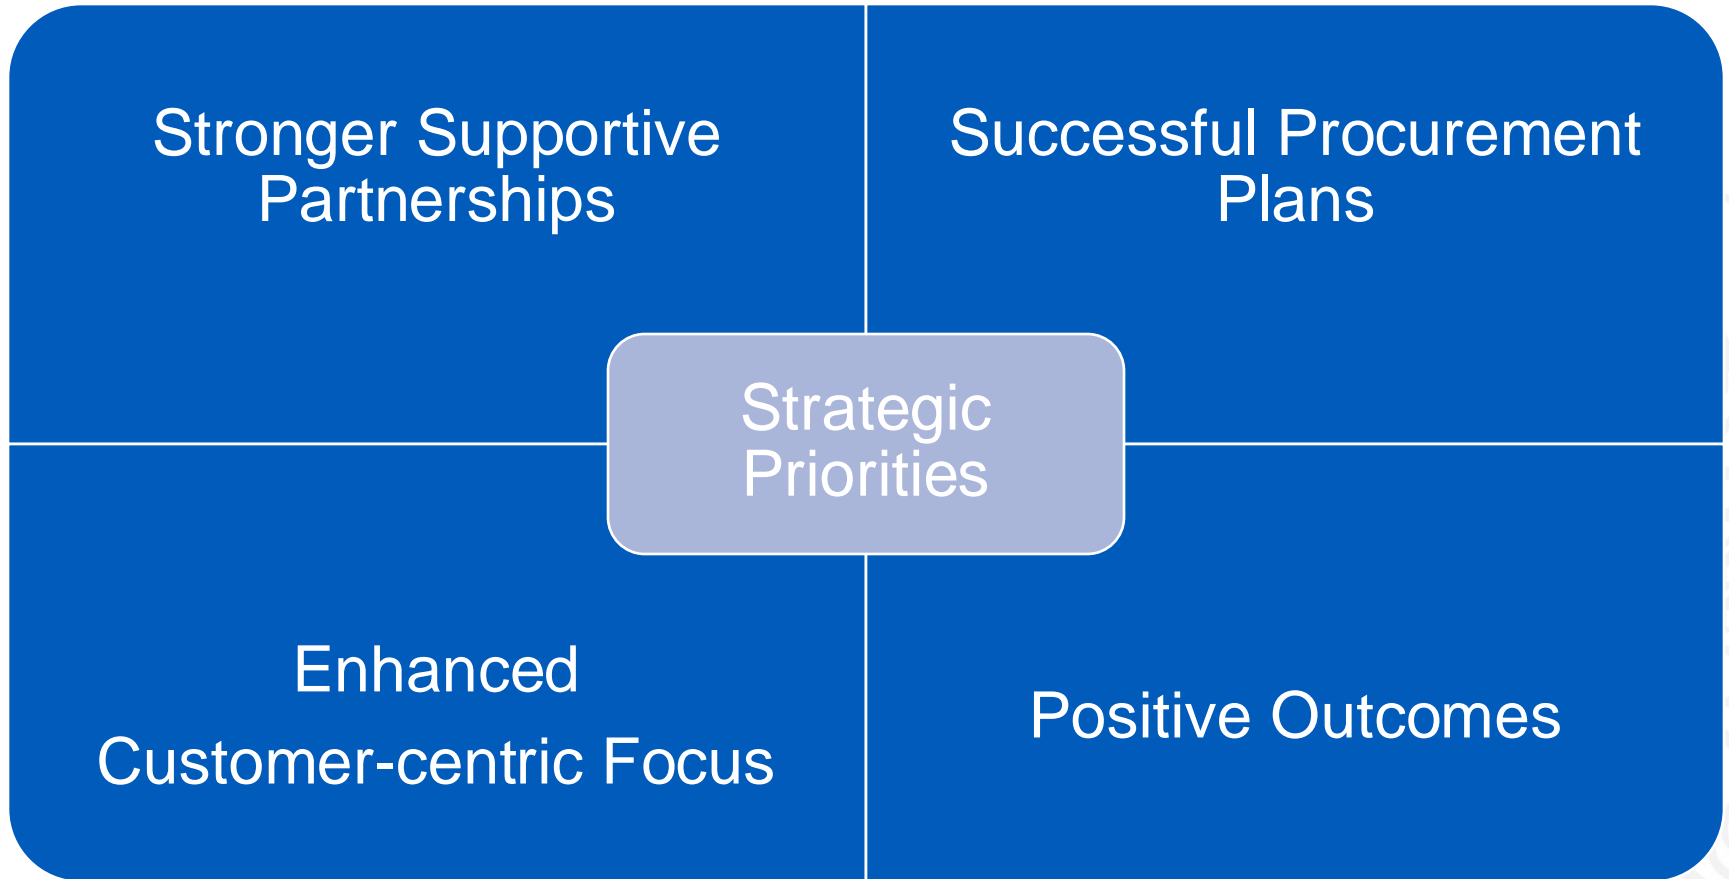 Stronger Supportive
Partnerships
Successful Procurement
Plans
Strategic
Priorities
Enhanced
Customer-centric Focus
Positive Outcomes